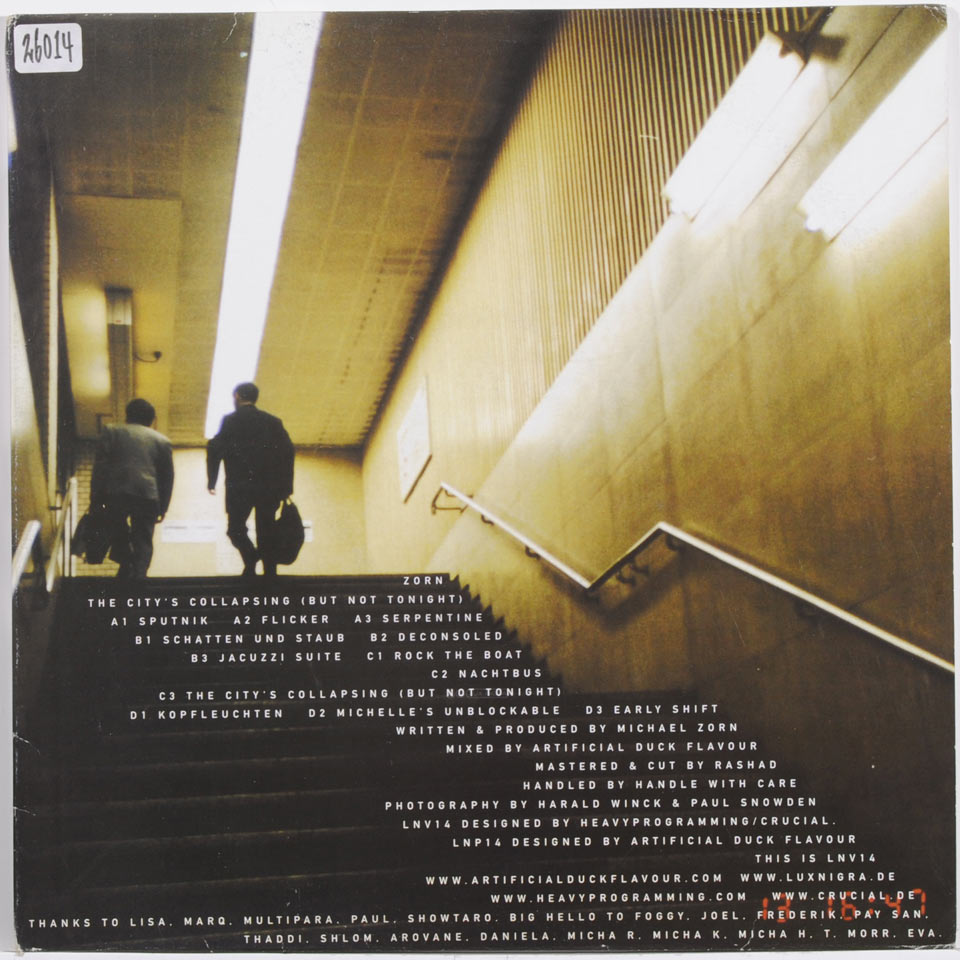 26014
ZORN
THE CITY'S COLLAPSING (BUT NOT TONIGHT)
A1 SPUTNIK A2 FLICKER A3 SERPENTINE
B1 SCHATTEN UND STAUB B2 DECONSOLED
B3 JACUZZI SUITE C1 ROCK THE BOAT
C2 NACHTBUS
C3 THE CITY'S COLLAPSING (BUT NOT TONIGHT)
D1 KOPFLEUCHTEN D2 MICHELLE'S UNBLOCKABLE D3 EARLY SHIFT
WRITTEN & PRODUCED BY MICHAEL ZORN
MIXED BY ARTIFICIAL DUCK FLAVOUR
MASTERED & CUT BY RASHAD
HANDLED BY HANDLE WITH CARE
PHOTOGRAPHY BY HARALD WINCK & PAUL SNOWDEN
LNV14 DESIGNED BY HEAVYPROGRAMMING/CRUCIAL.
LNP14 DESIGNED BY ARTIFICIAL DUCK FLAVOUR
THIS IS LNV14
WWW.ARTIFICIALDUCKFLAVOUR.COM WWW.LUXNIGRA.DE
WWW.HEAVYPROGRAMMING.COM WWW.CRUCIAL.DE
13 16:47
THANKS TO LISA, MARQ, MULTIPARA, PAUL, SHOWTARO, BIG HELLO TO FOGGY, JOEL, FREDERIK, PAY SAN,
THADDI, SHLOM, AROVANE, DANIELA, MICHA R, MICHA K, MICHA H, T. MORR, EVA.